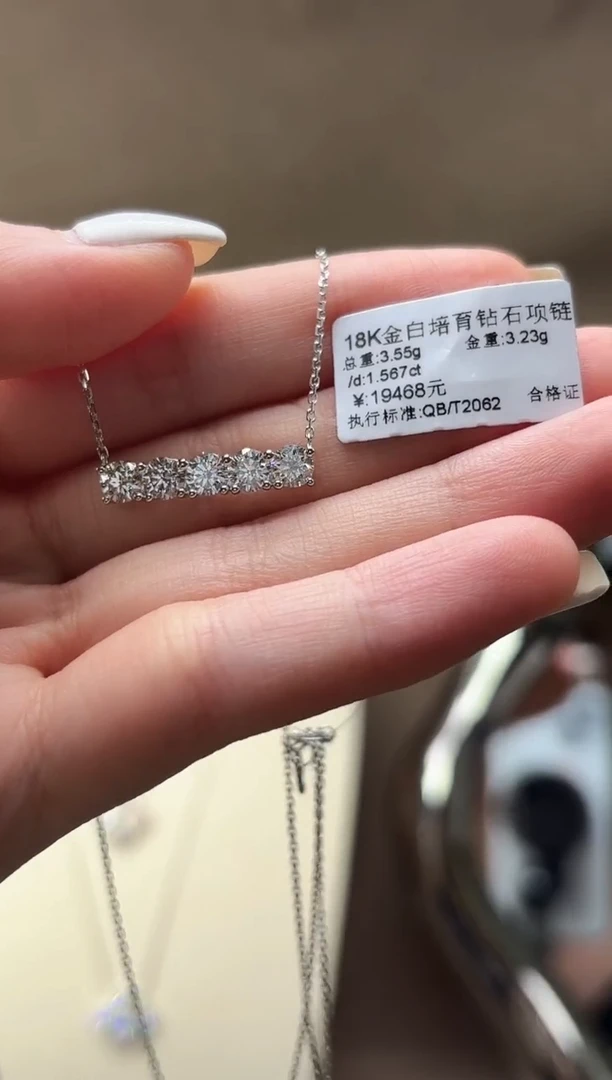 18K金白培育钻石项链
总重:3.55g 金重:3.23g
/d:1.567ct
¥:19468元
执行标准:QB/T2062 合格证